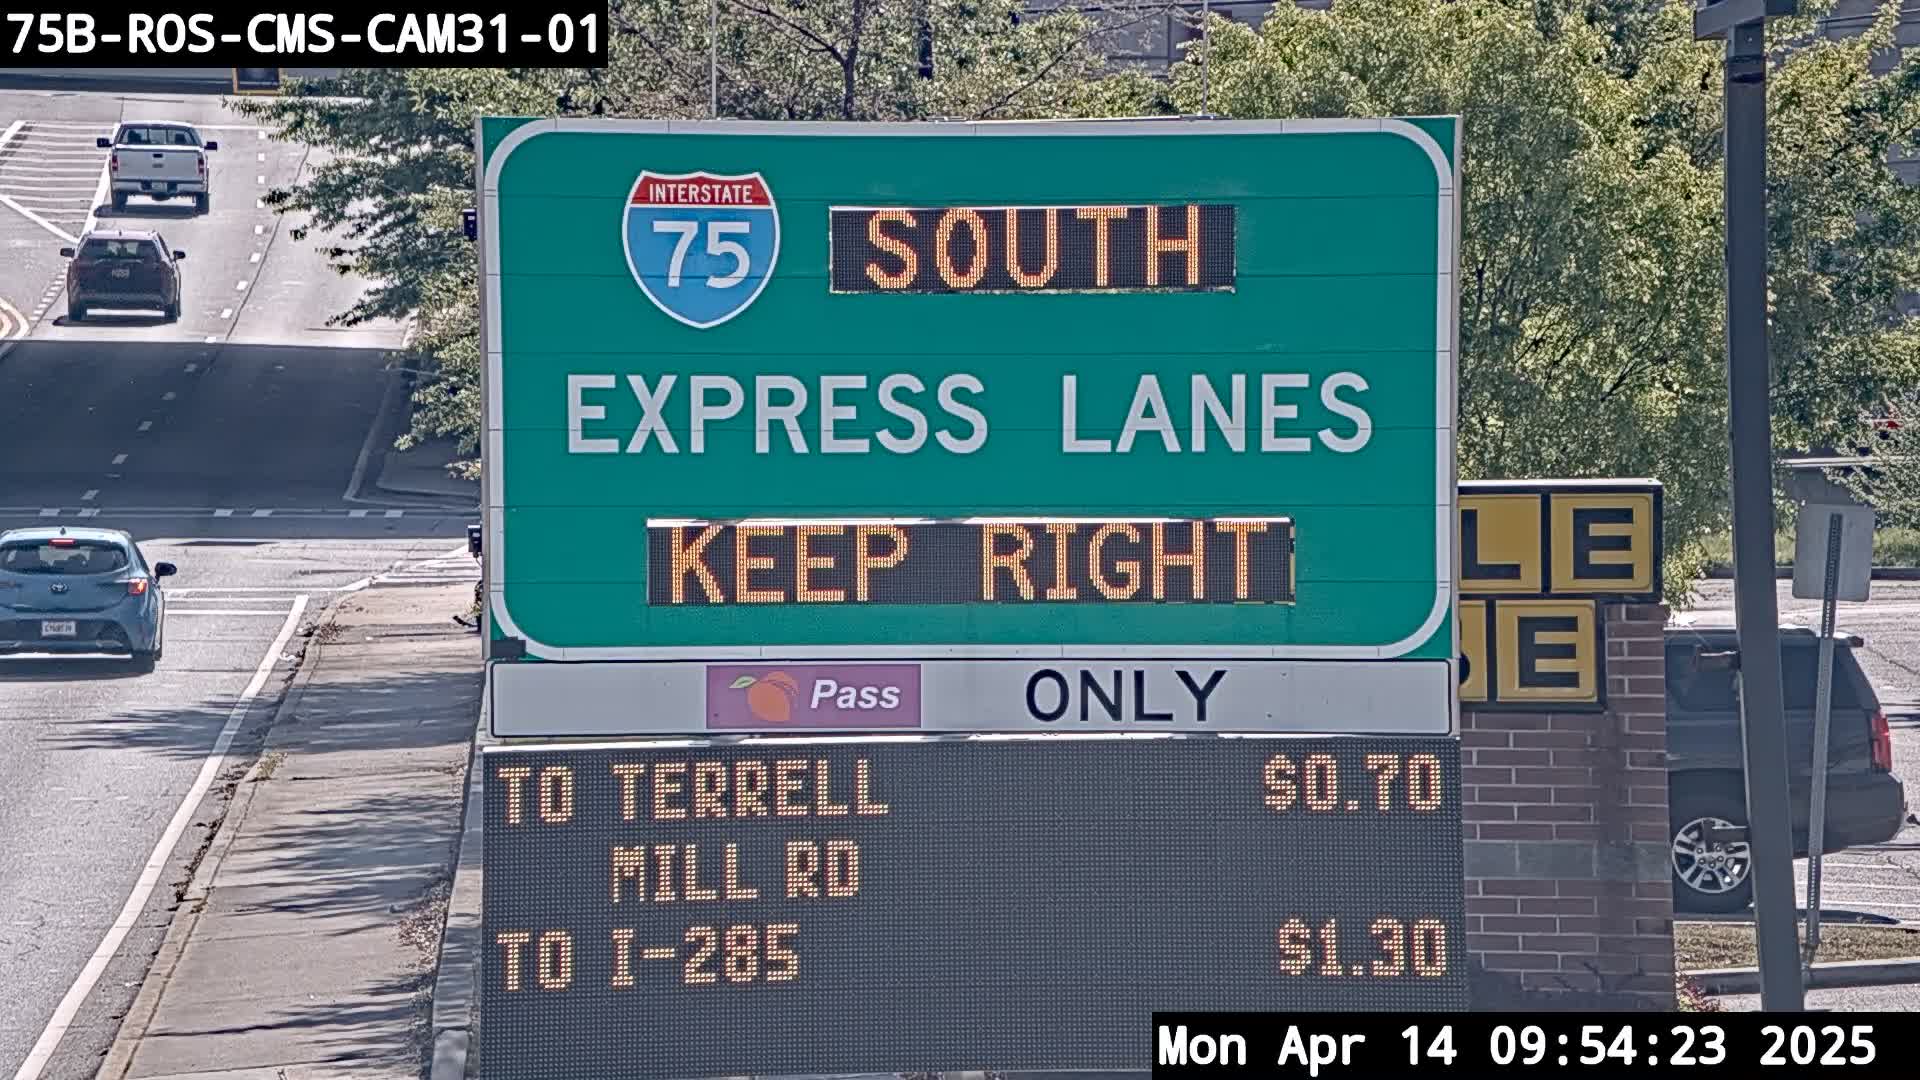 75B-ROS-CMS-CAM31-01
INTERSTATE
75
SOUTH
EXPRESS LANES
KEEP RIGHT
Pass ONLY
TO TERRELL $0.70
MILL RD
TO I-285 $1.30
LE
E
Mon Apr 14 09:54:23 2025